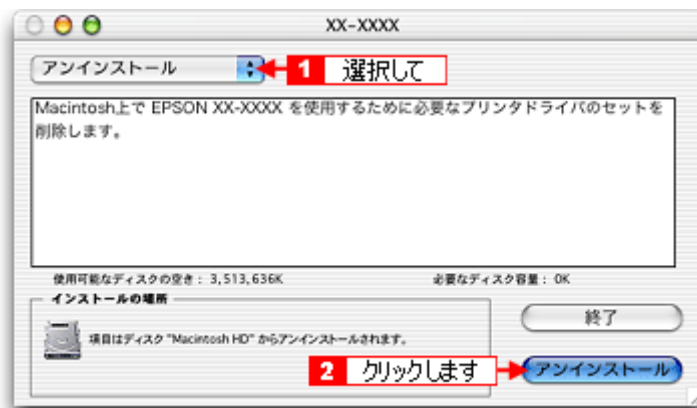 XX-XXXX
アンインストール
1 選択して
Macintosh上で EPSON XX-XXXX を使用するために必要なプリンタドライバのセットを
削除します。
使用可能なディスクの空き： 3,513,636K
必要なディスク容量： 0K
インストールの場所
項目はディスク "Macintosh HD" からアンインストールされます。
終了
2 クリックします
アンインストール